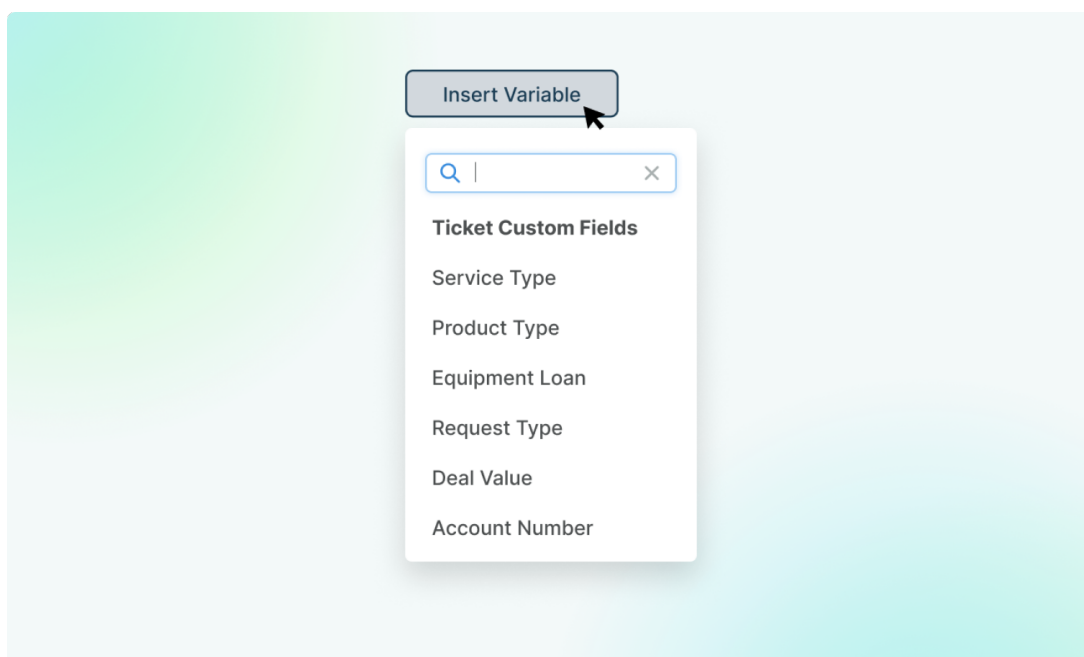 Insert Variable
Ticket Custom Fields
Service Type
Product Type
Equipment Loan
Request Type
Deal Value
Account Number